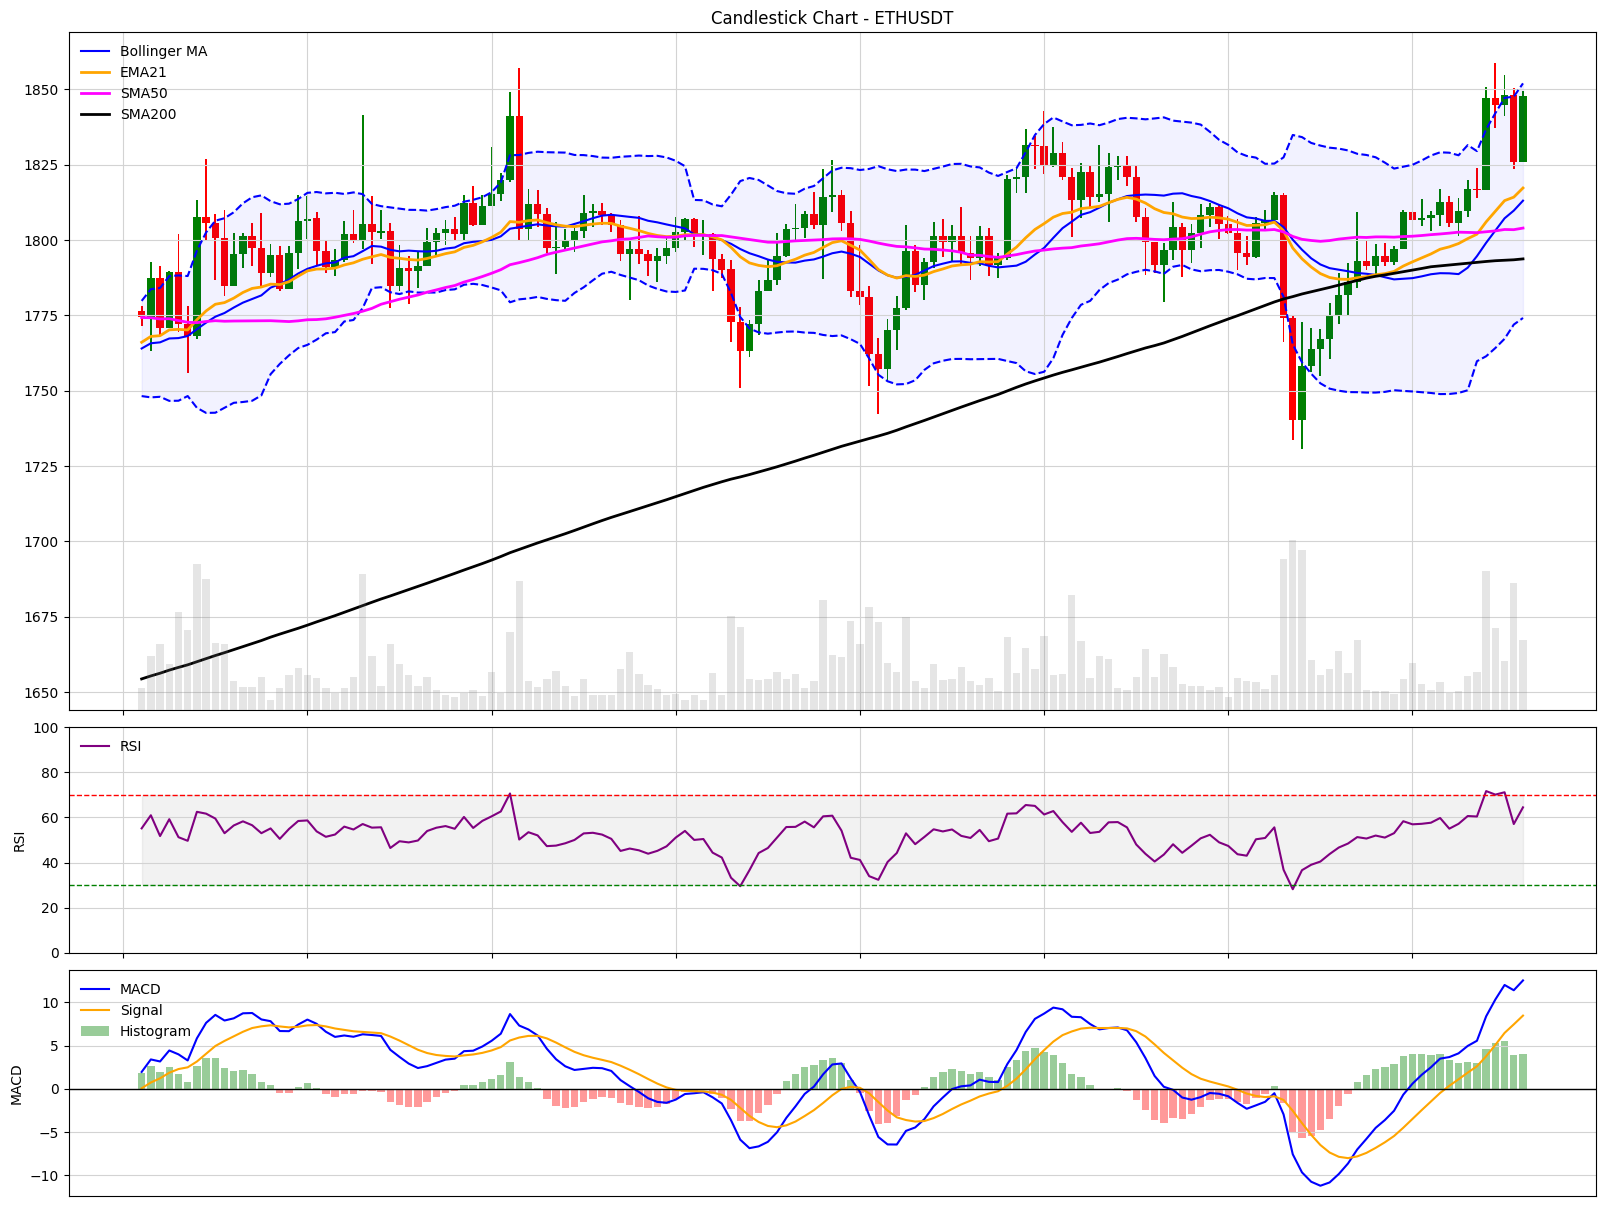 Candlestick Chart - ETHUSDT
Bollinger MA
EMA21
SMA50
SMA200
1850
1825
1800
1775
1750
1725
1700
1675
1650
RSI
100
80
60
40
20
0
RSI
MACD
Signal
Histogram
10
5
0
−5
−10
MACD